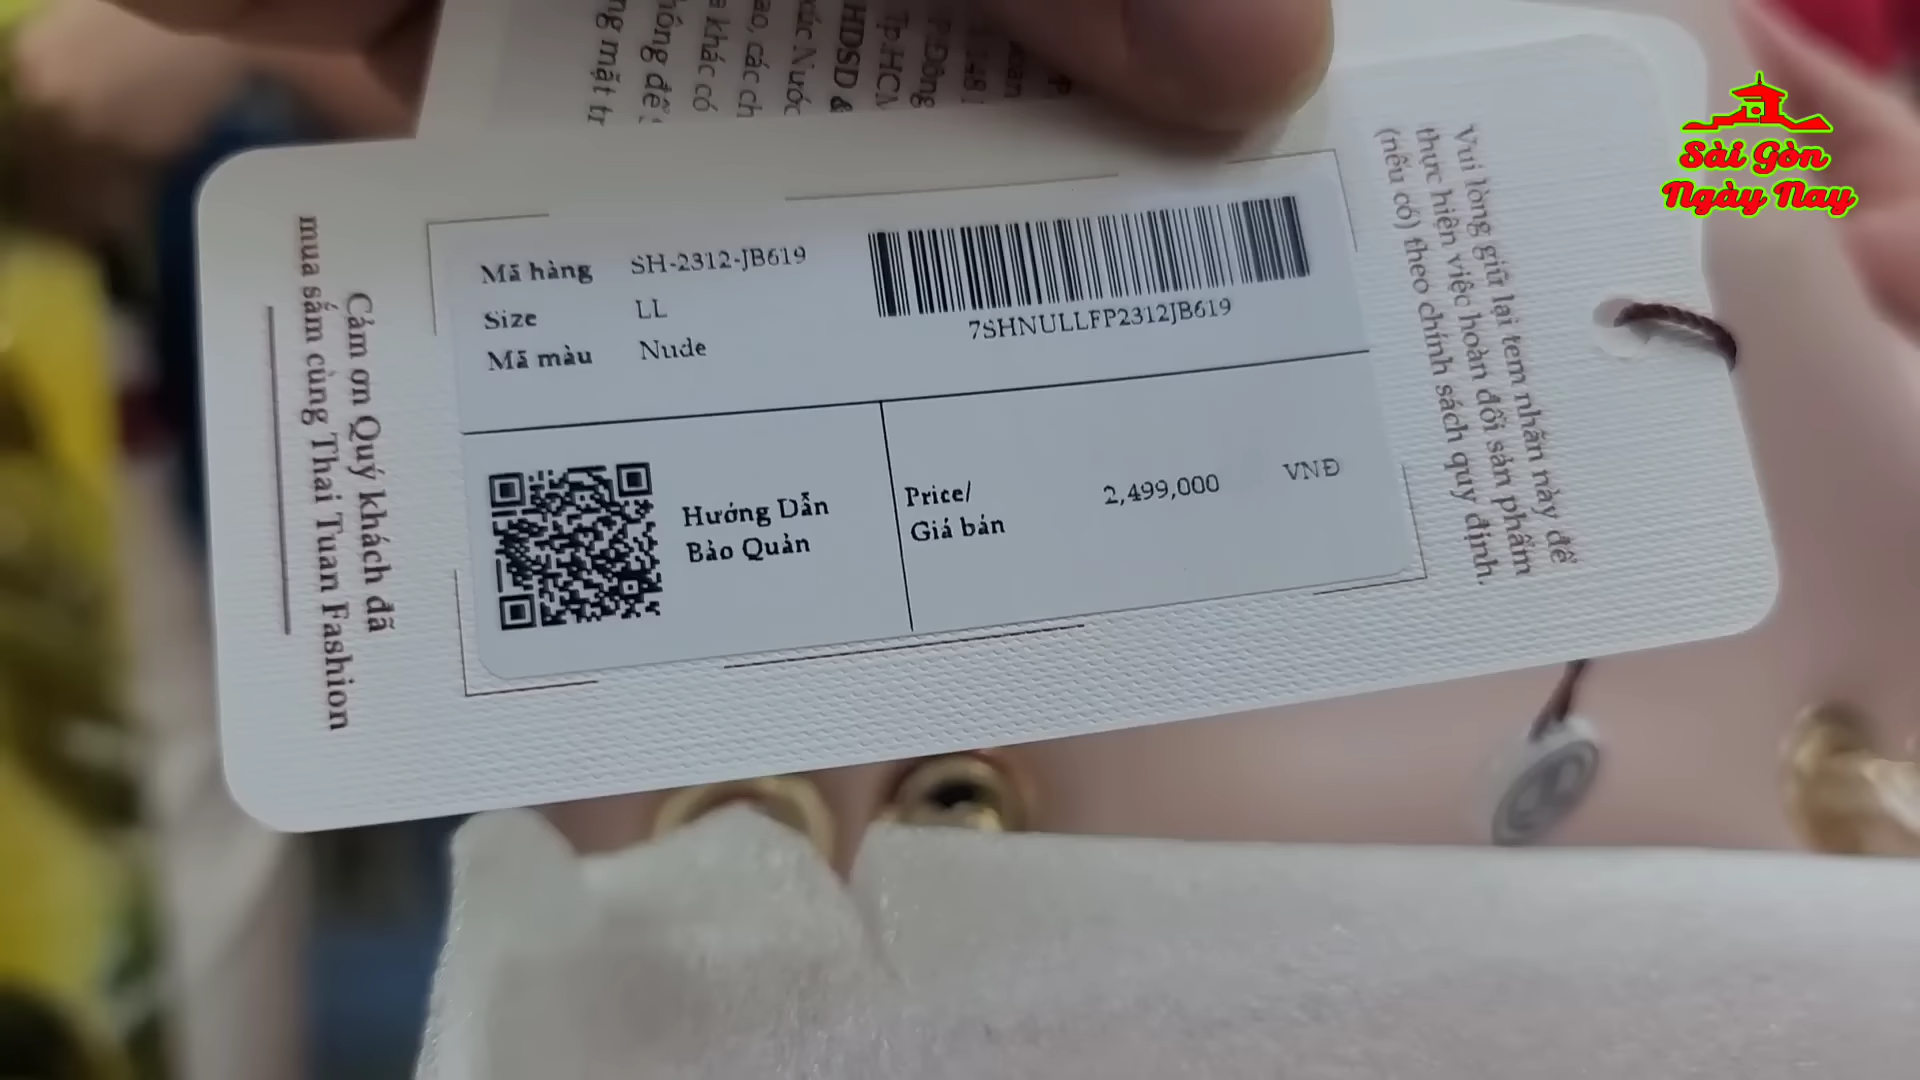 Mã hàng SH-2312-JB619
Size LL
Mã màu Nude
7SHNULLFP2312JB619
Hướng Dẫn
Bảo Quản
Price/
Giá bán
2,499,000 VNĐ
Cảm ơn Quý khách đã
mua sắm cùng Thai Tuan Fashion
Vui lòng giữ lại tem nhãn này để
thực hiện việc hoàn đổi sản phẩm
(nếu có) theo chính sách quy định.
HDSD &
khác có
Sài Gòn
Ngày Nay